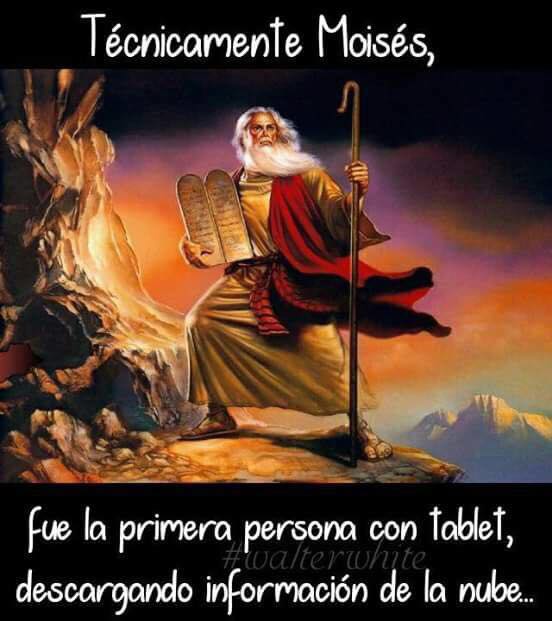 Técnicamente Moisés,
fue la primera persona con tablet,
#walterwhite
descargando información de la nube...